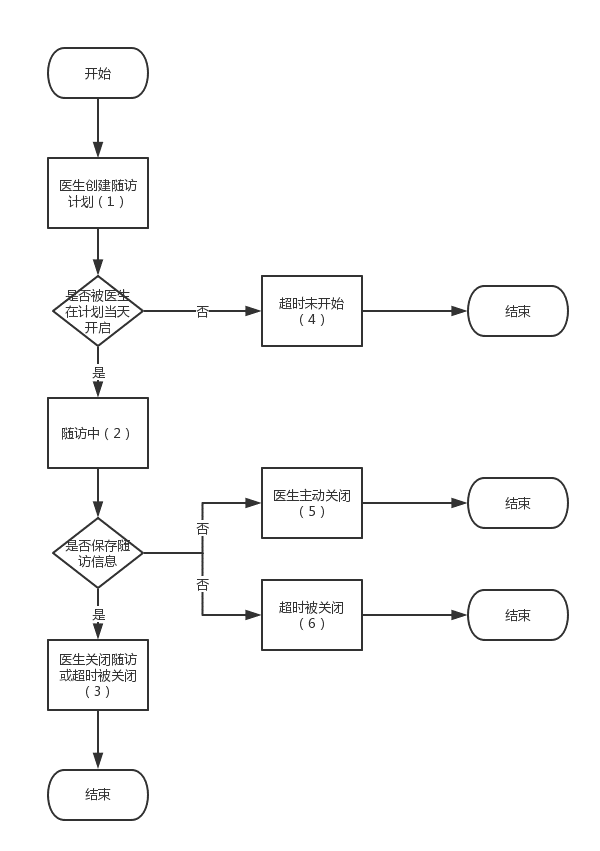 开始
医生创建随访
计划（1）
是否被医生
在计划当天
开启
否
超时未开始
（4）
结束
是
随访中（2）
是否保存随
访信息
否
医生主动关闭
（5）
结束
否
超时被关闭
（6）
结束
是
医生关闭随访
或超时被关闭
（3）
结束